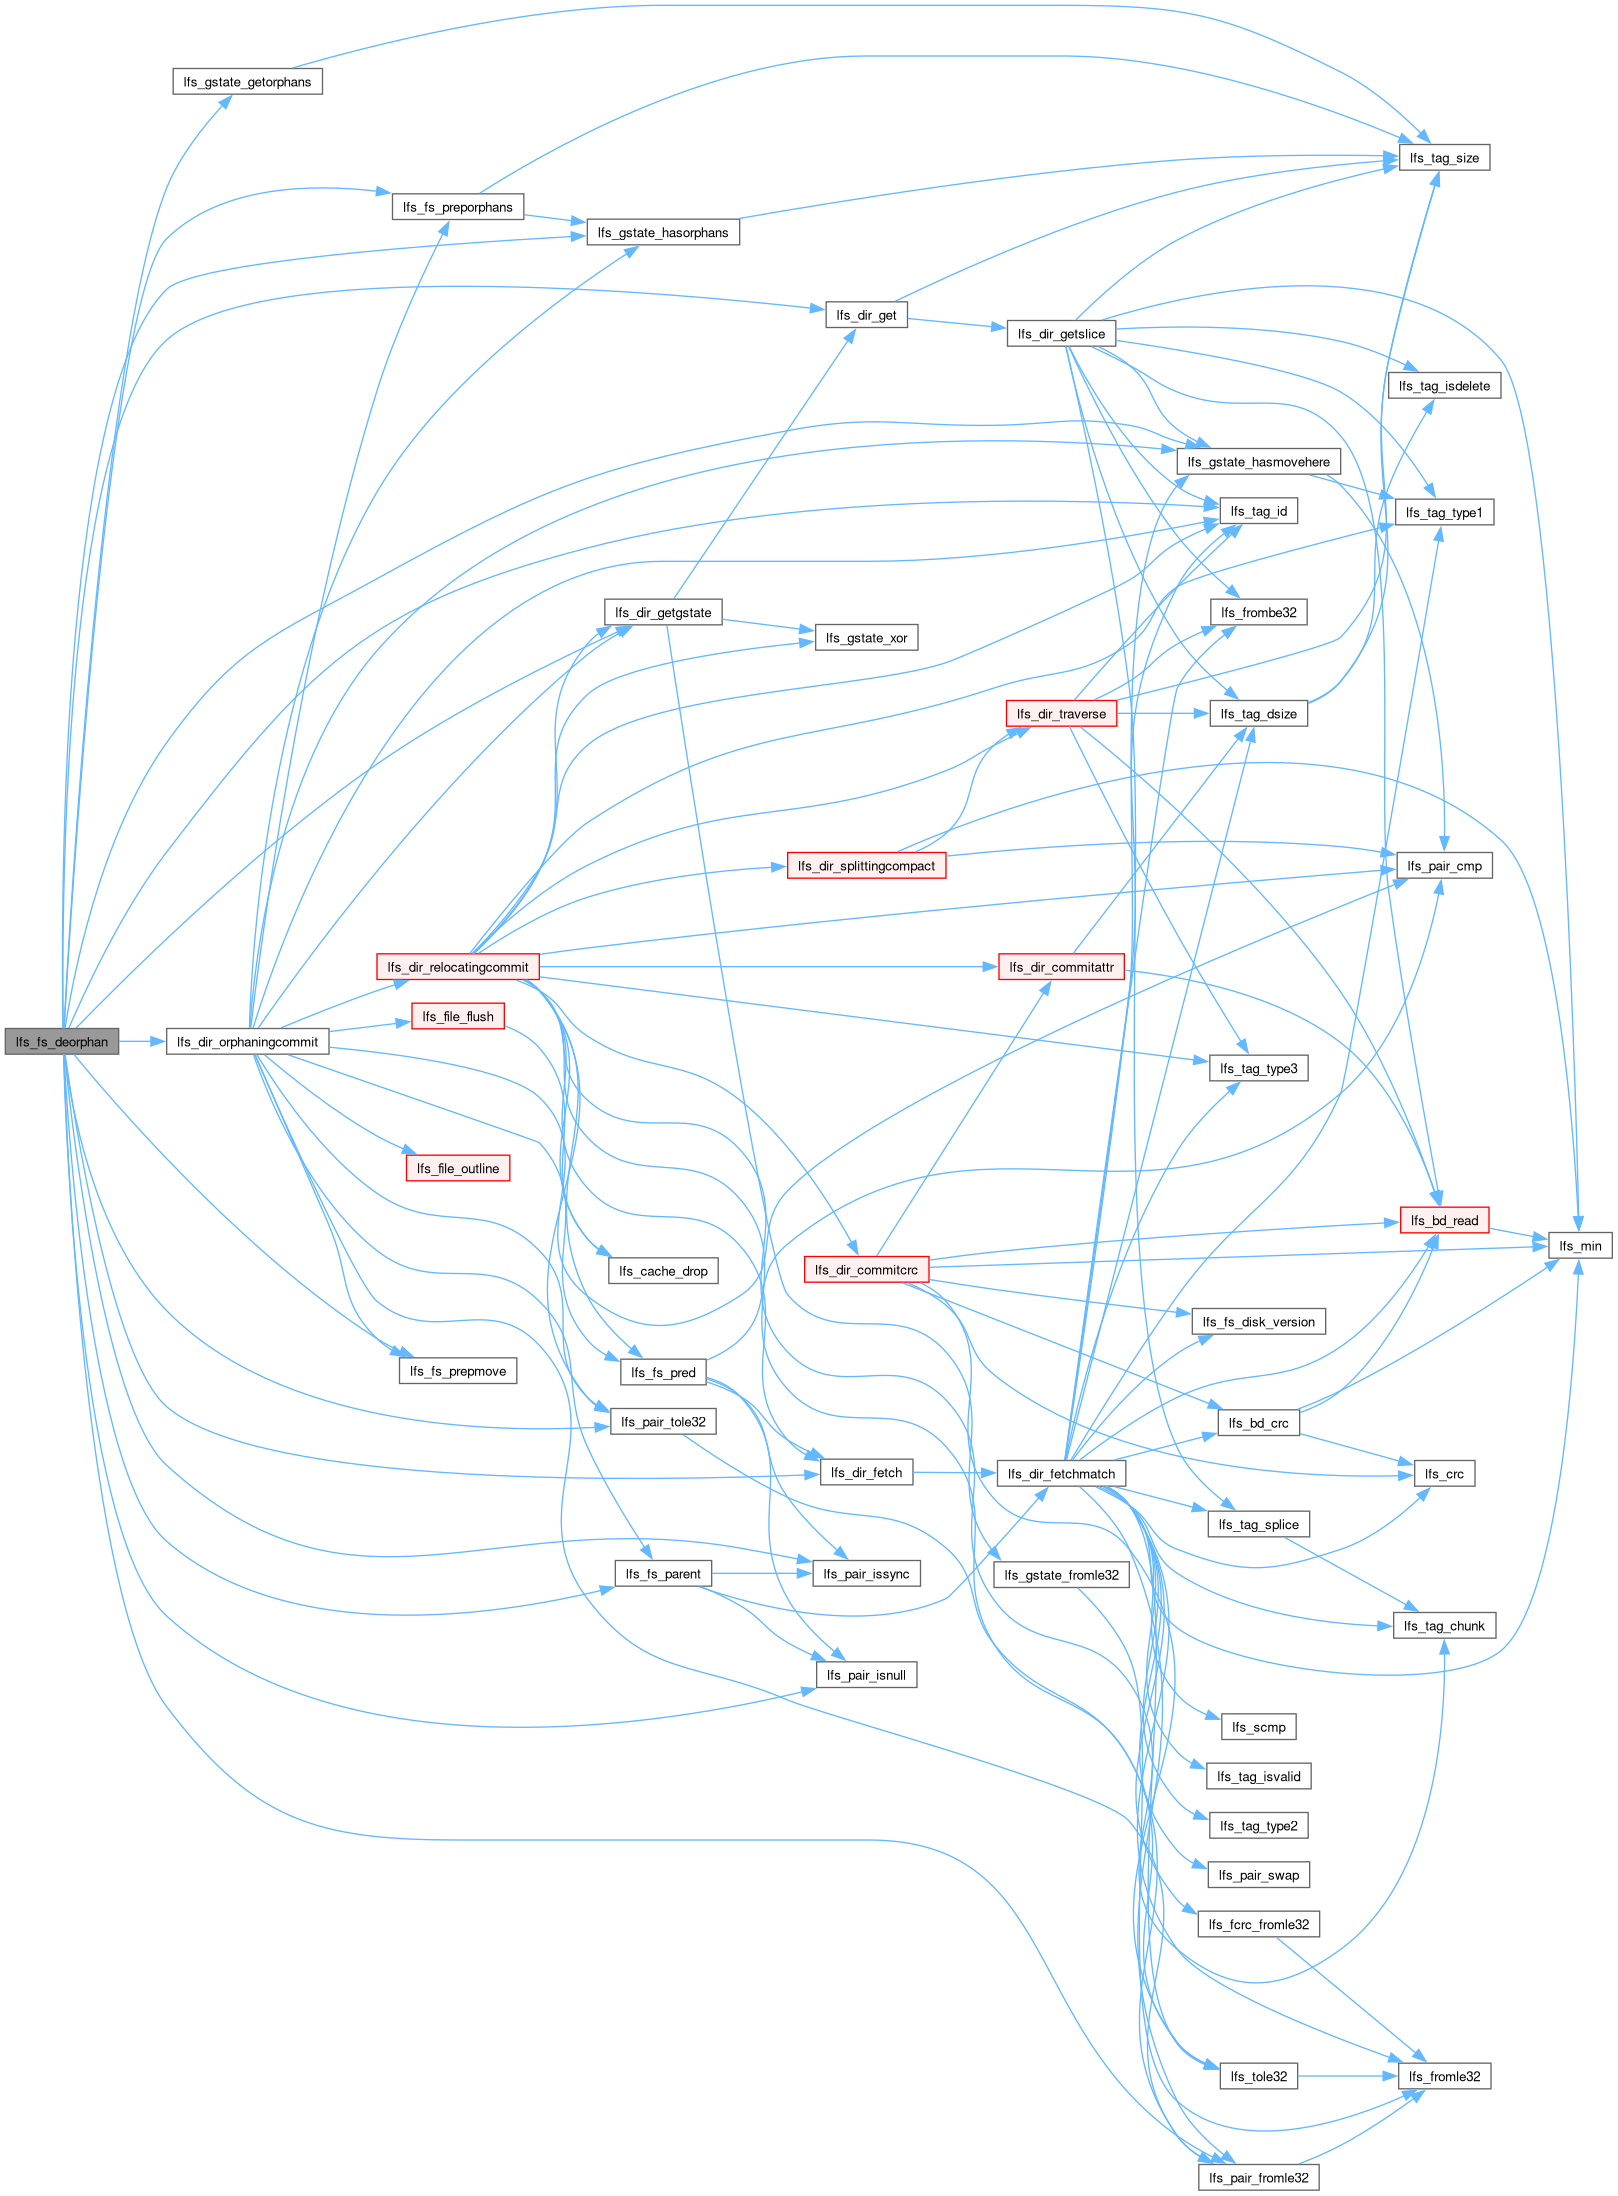 lfs_gstate_getorphans
lfs_tag_size
lfs_fs_preporphans
lfs_gstate_hasorphans
lfs_dir_get
lfs_dir_getslice
lfs_tag_isdelete
lfs_gstate_hasmovehere
lfs_tag_id
lfs_tag_type1
lfs_dir_getgstate
lfs_frombe32
lfs_gstate_xor
lfs_dir_traverse
lfs_tag_dsize
lfs_dir_splittingcompact
lfs_pair_cmp
lfs_dir_relocatingcommit
lfs_dir_commitattr
lfs_file_flush
lfs_fs_deorphan
lfs_dir_orphaningcommit
lfs_tag_type3
lfs_file_outline
lfs_bd_read
lfs_min
lfs_cache_drop
lfs_dir_commitcrc
lfs_fs_disk_version
lfs_fs_prepmove
lfs_fs_pred
lfs_pair_tole32
lfs_bd_crc
lfs_dir_fetch
lfs_dir_fetchmatch
lfs_crc
lfs_tag_splice
lfs_fs_parent
lfs_pair_issync
lfs_gstate_fromle32
lfs_tag_chunk
lfs_pair_isnull
lfs_scmp
lfs_tag_isvalid
lfs_tag_type2
lfs_pair_swap
lfs_fcrc_fromle32
lfs_tole32
lfs_fromle32
lfs_pair_fromle32